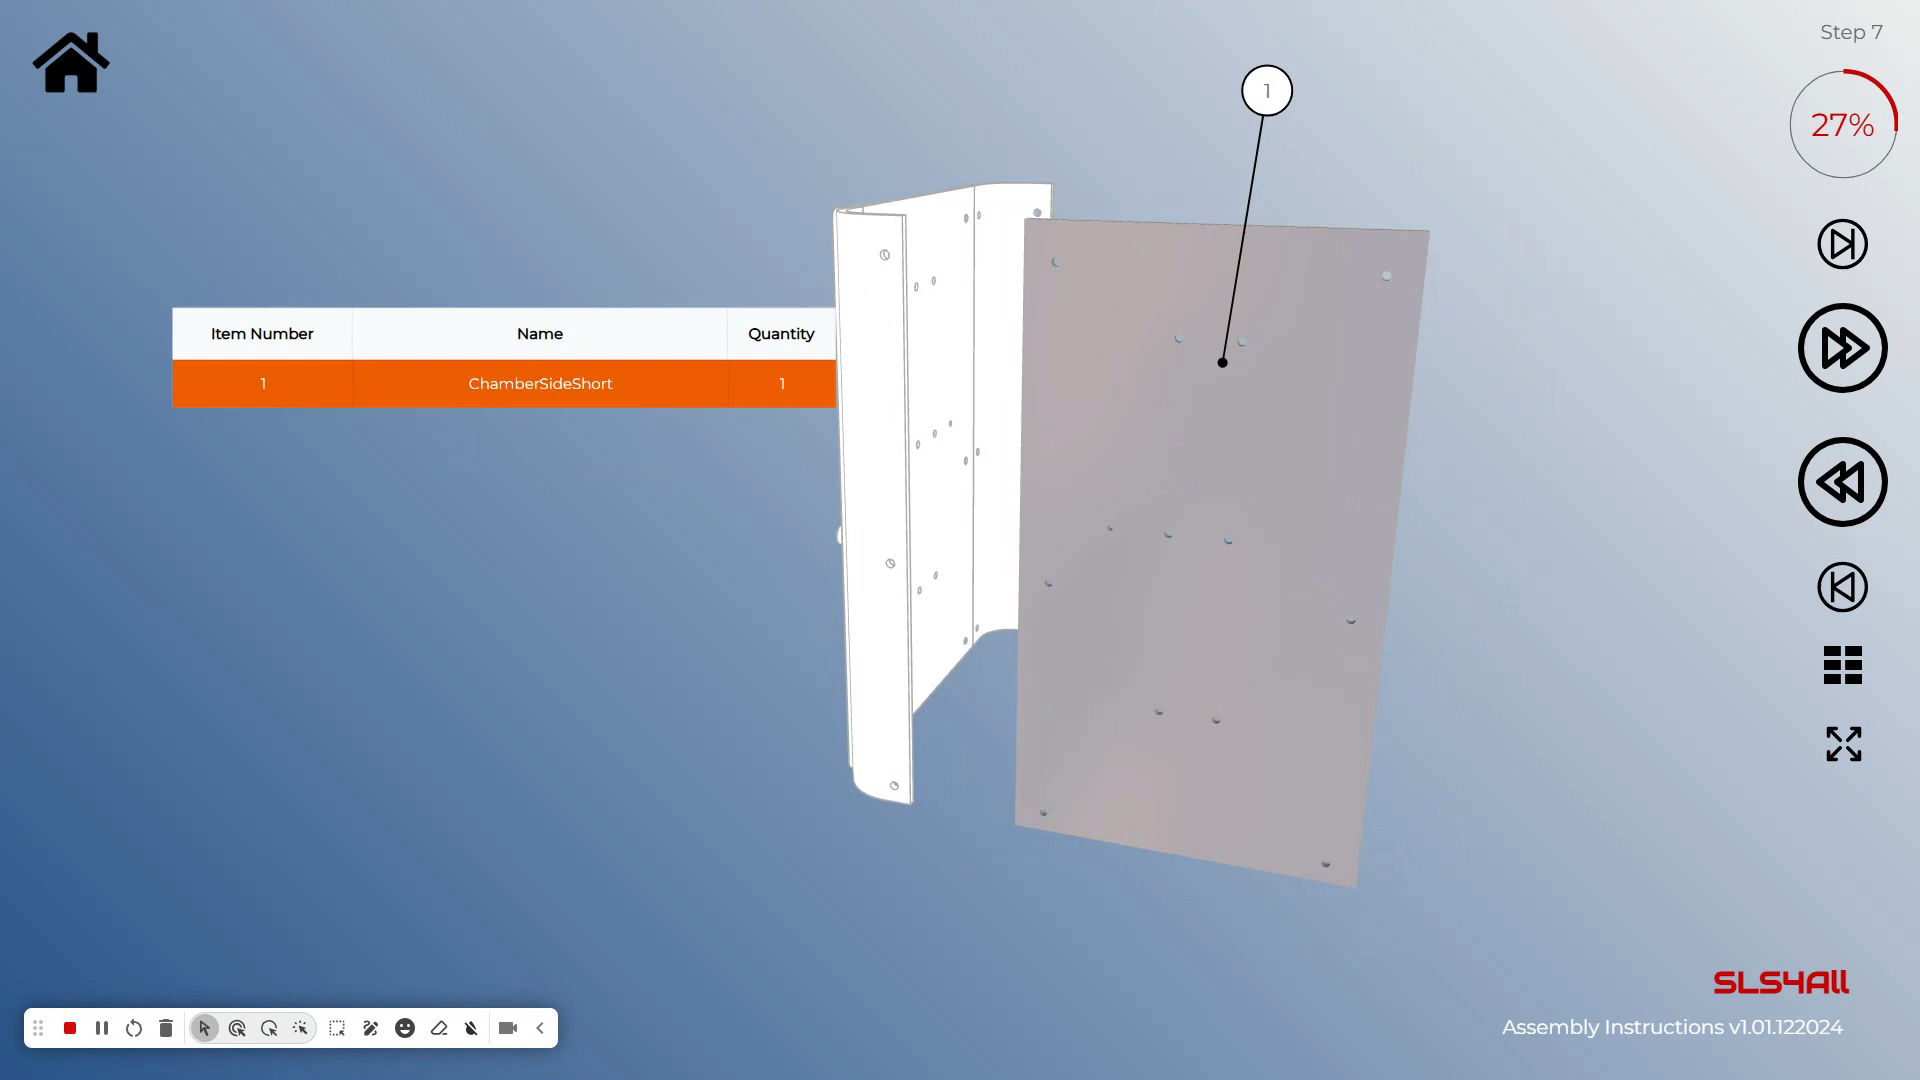 Step 7
27%
1
Item Number Name Quantity
1 ChamberSideShort 1
SLS4All
Assembly Instructions v1.01.122024